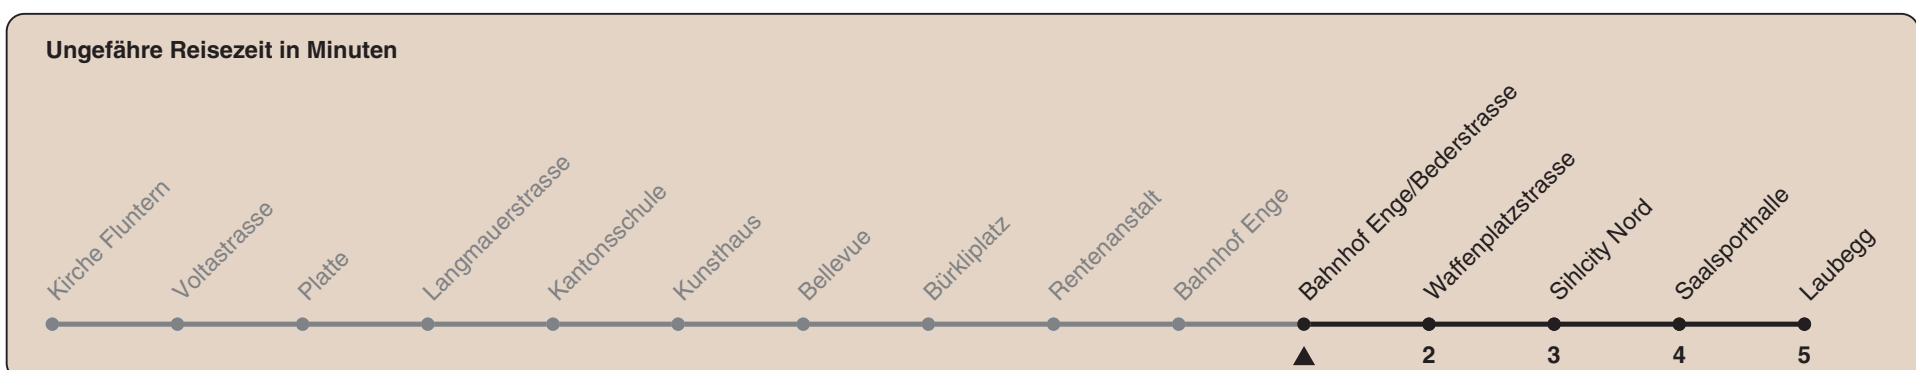 Ungefähre Reisezeit in Minuten
Kirche Fluntern
Voltastrasse
Platte
Langmauerstrasse
Kantonsschule
Kunsthaus
Bellevue
Bürkliplatz
Rentenanstalt
Bahnhof Enge
Bahnhof Enge/Bederstrasse
Waffenplatzstrasse
Sihlcity Nord
Saalsporthalle
Laubegg
2 3 4 5